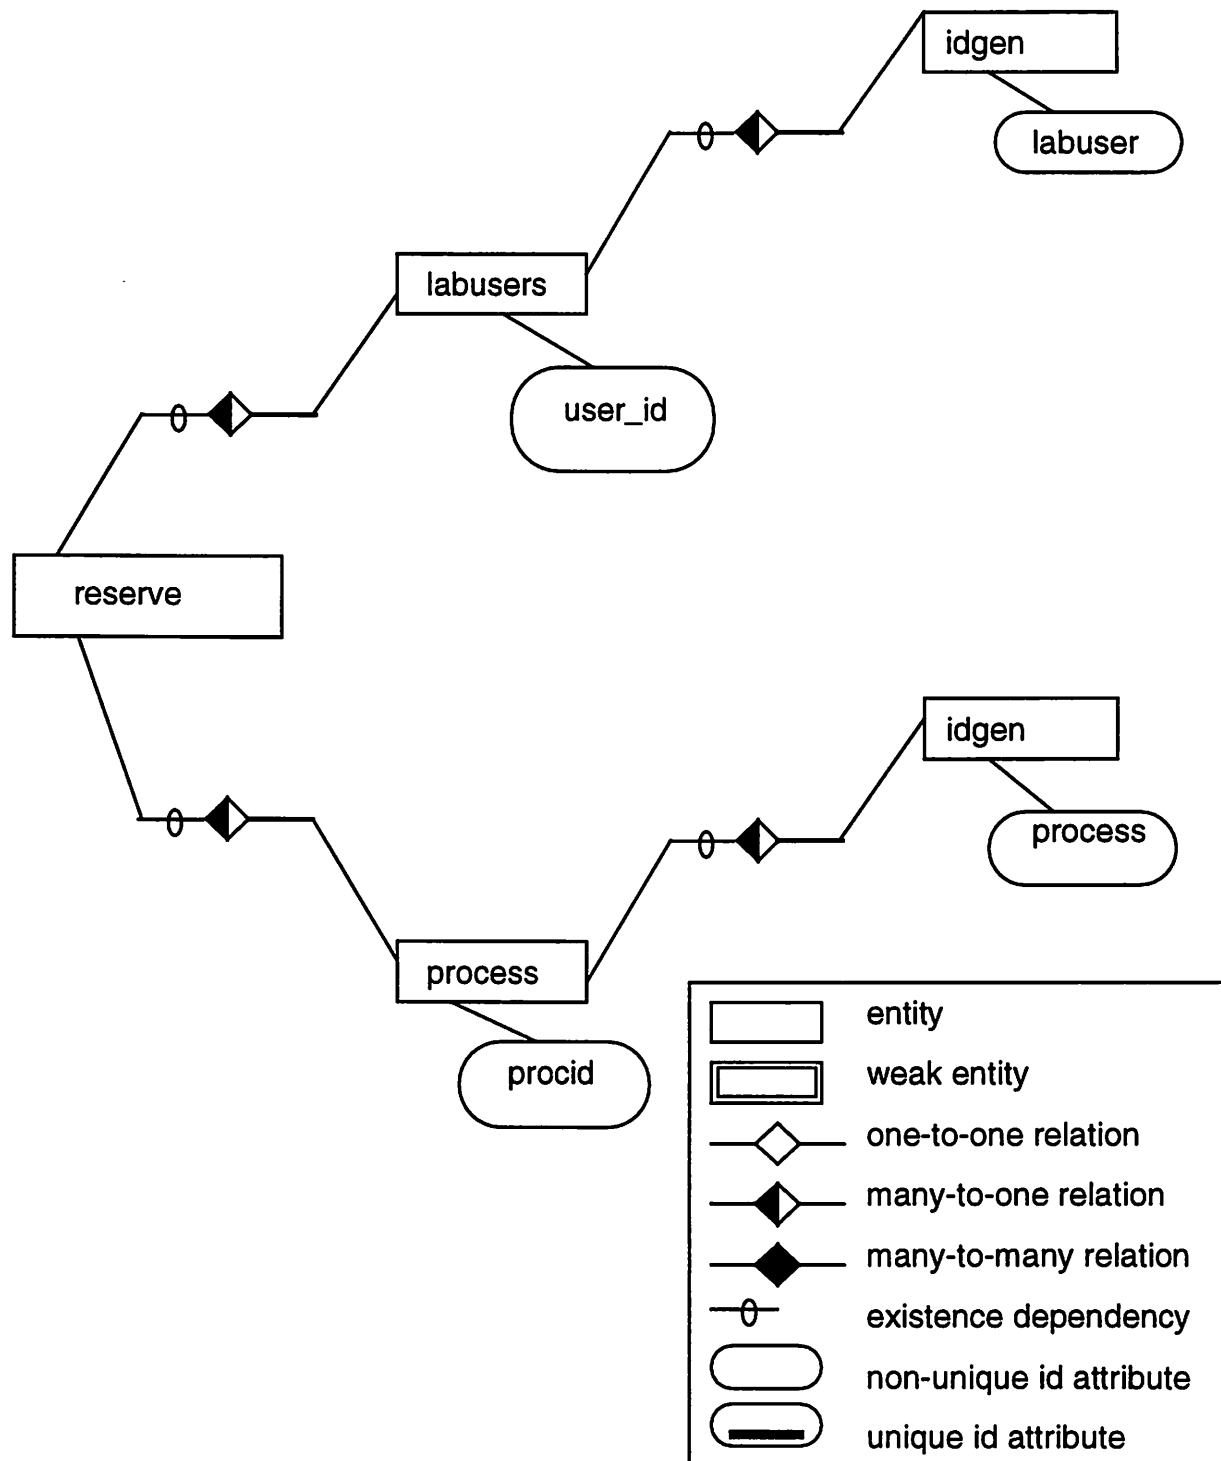 idgen
labuser
labusers
user_id
reserve
idgen
process
process
procid
entity
weak entity
one-to-one relation
many-to-one relation
many-to-many relation
existence dependency
non-unique id attribute
unique id attribute